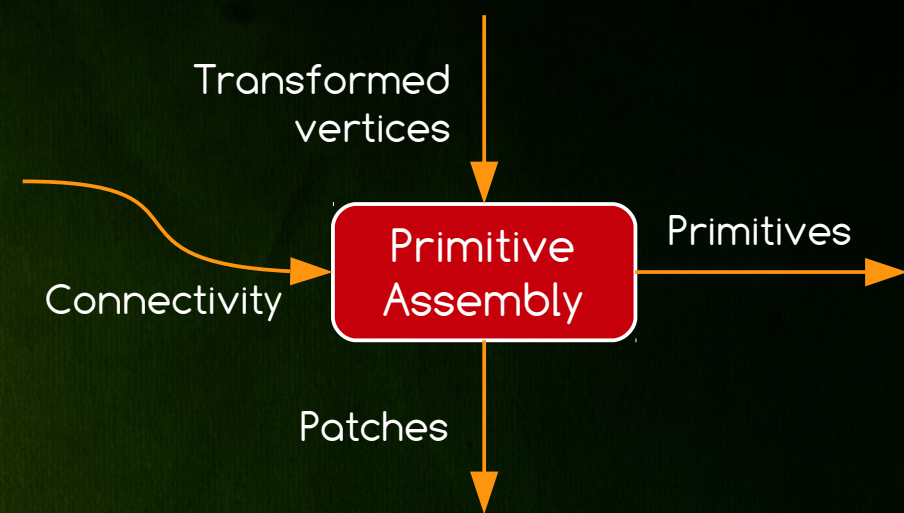 Transformed
vertices
Primitives
Primitive
Assembly
Connectivity
Patches